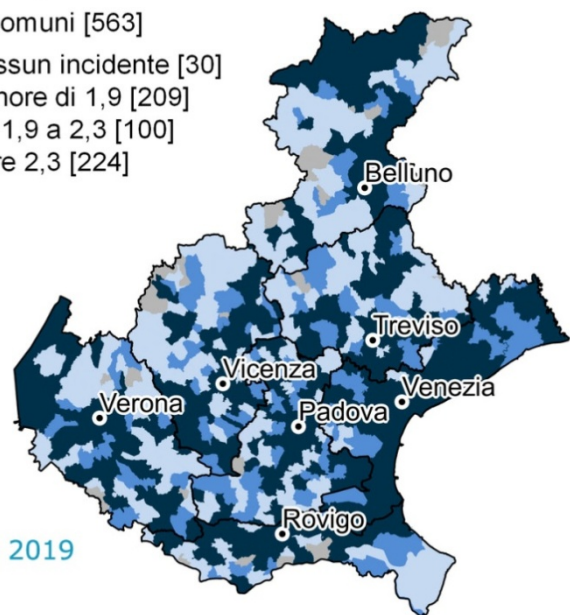 omuni [563]
ssun incidente [30]
nore di 1,9 [209]
1,9 a 2,3 [100]
re 2,3 [224]
Belluno
Treviso
Vicenza
Venezia
Verona
Padova
Rovigo
2019